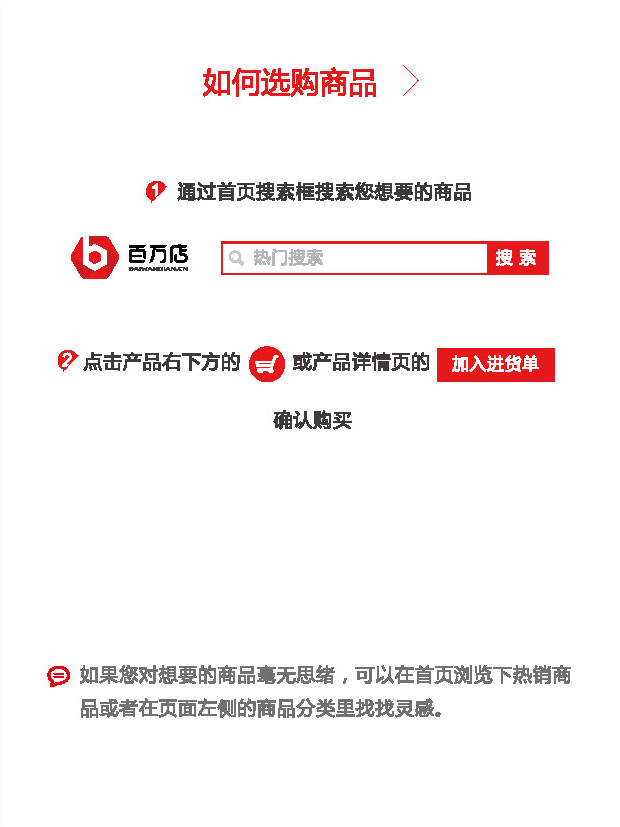 如何选购商品
1 通过首页搜索框搜索您想要的商品
百万店 热门搜索 搜索
BAIWANDIAN.CN
2 点击产品右下方的 或产品详情页的 加入进货单
确认购买
如果您对想要的商品毫无思绪，可以在首页浏览下热销商
品或者在页面左侧的商品分类里找找灵感。